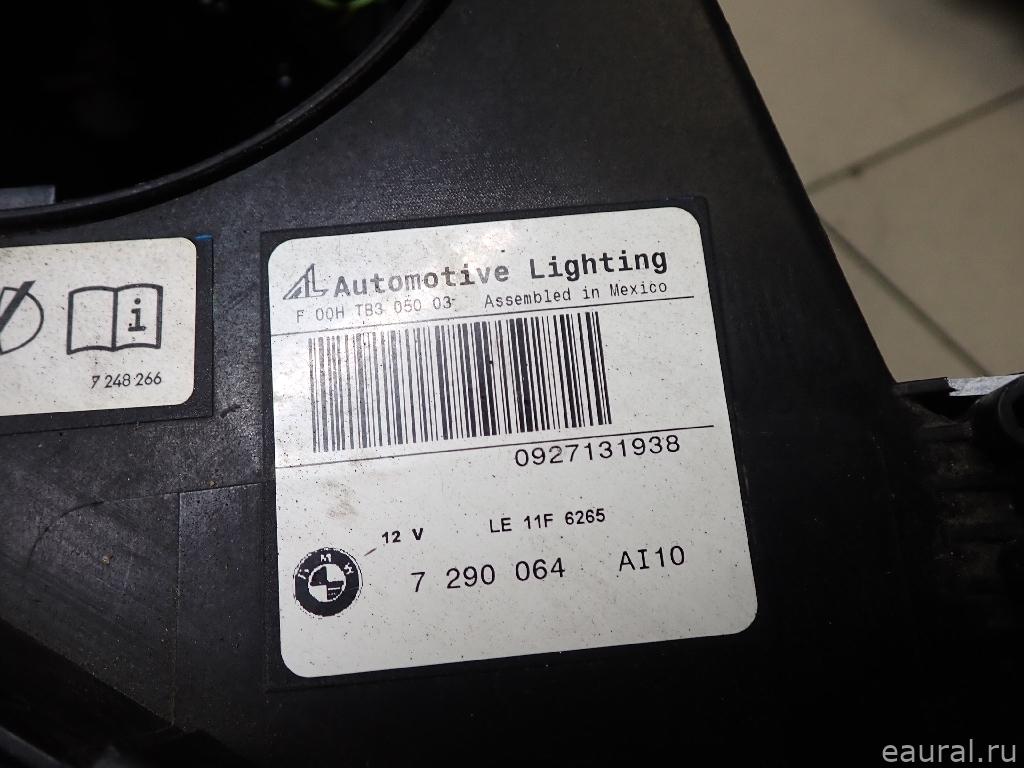 Automotive Lighting
F 00H TB3 050 03- Assembled in Mexico
0927131938
12 V LE 11F 6265
BMW
7 290 064 AI10
i
7 248 266
eaural.ru